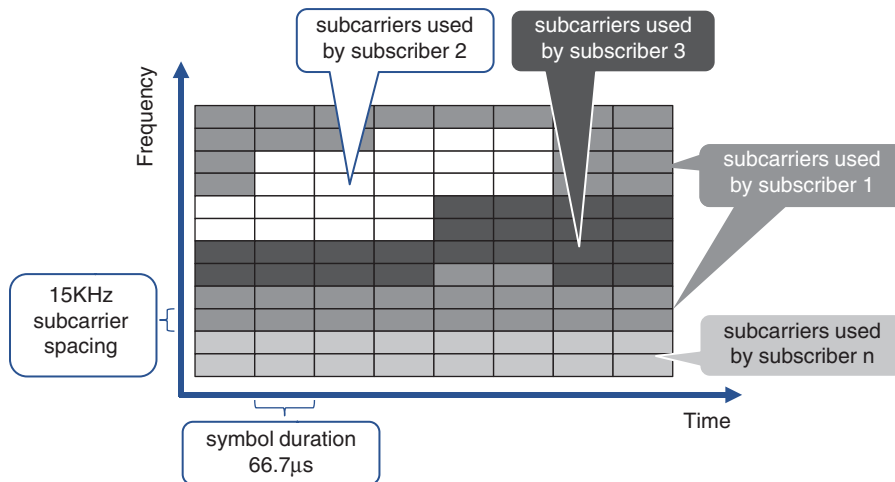 subcarriers used
by subscriber 2
subcarriers used
by subscriber 3
Frequency
subcarriers used
by subscriber 1
15KHz
subcarrier
spacing
subcarriers used
by subscriber n
Time
symbol duration
66.7μs